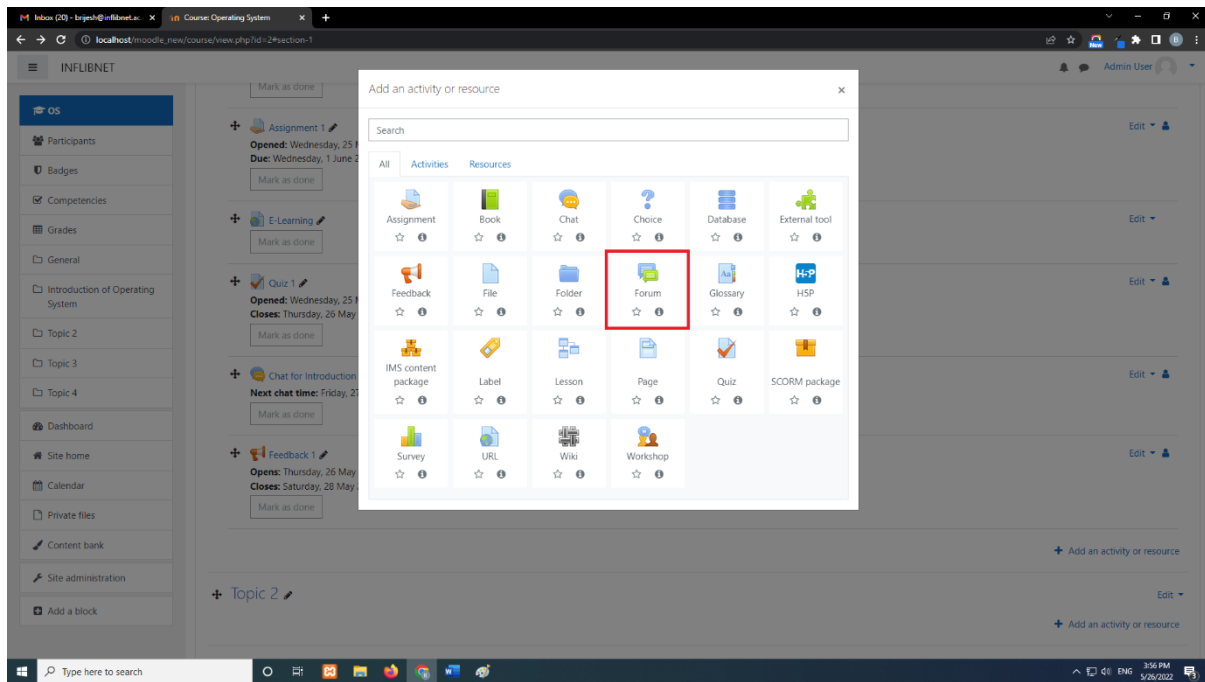 Inbox (20) - brijesh@inflibnet.ac.
Course: Operating System
localhost/moodle_new/course/view.php?id=2#section-1
New
B
INFLIBNET
Admin User
OS
Participants
Badges
Competencies
Grades
General
Introduction of Operating
System
Topic 2
Topic 3
Topic 4
Dashboard
Site home
Calendar
Private files
Content bank
Site administration
Add a block
Mark as done
Assignment 1
Edit
Opened: Wednesday, 25
Due: Wednesday, 1 June
Mark as done
E-Learning
Edit
Mark as done
Quiz 1
Edit
Opened: Wednesday, 25
Closes: Thursday, 26 May
Mark as done
Chat for Introduction
Edit
Next chat time: Friday, 27
Mark as done
Feedback 1
Edit
Opens: Thursday, 26 May
Closes: Saturday, 28 May
Mark as done
+ Add an activity or resource
Topic 2
Edit
+ Add an activity or resource
Add an activity or resource
×
Search
All Activities Resources
Assignment Book Chat Choice Database External tool
Feedback File Folder Forum Glossary H5P
IMS content
package Label Lesson Page Quiz SCORM package
Survey URL Wiki Workshop
Type here to search
ENG
3:56 PM
5/26/2022